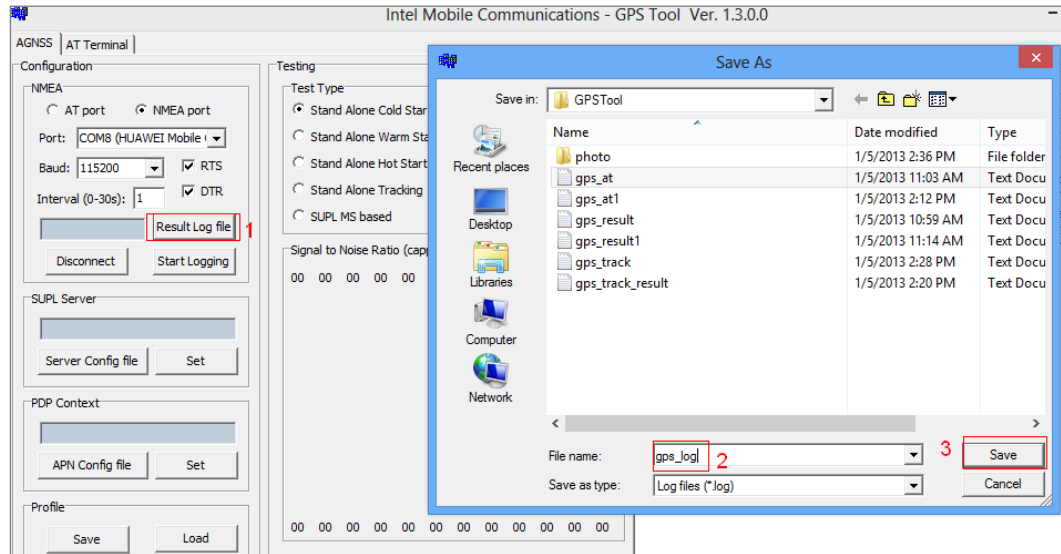 Intel Mobile Communications - GPS Tool Ver. 1.3.0.0
AGNSS
AT Terminal
Configuration
NMEA
AT port
NMEA port
Port:
COM8 (HUAWEI Mobile
Baud:
115200
RTS
Interval (0-30s):
1
DTR
Result Log file
1
Disconnect
Start Logging
SUPL Server
Server Config file
Set
PDP Context
APN Config file
Set
Profile
Save
Load
Testing
Test Type
Stand Alone Cold Star
Stand Alone Warm Sta
Stand Alone Hot Start
Stand Alone Tracking
SUPL MS based
Signal to Noise Ratio (cap
00 00 00 00 00
00 00 00 00 00 00 00 00 00 00 00 00
Save As
Save in:
GPSTool
Recent places
Desktop
Libraries
Computer
Network
Name Date modified Type
photo 1/5/2013 2:36 PM File folder
gps_at 1/5/2013 11:03 AM Text Docu
gps_at1 1/5/2013 2:12 PM Text Docu
gps_result 1/5/2013 10:59 AM Text Docu
gps_result1 1/5/2013 11:14 AM Text Docu
gps_track 1/5/2013 2:28 PM Text Docu
gps_track_result 1/5/2013 2:20 PM Text Docu
File name:
gps_log
2
3
Save
Save as type:
Log files (*.log)
Cancel